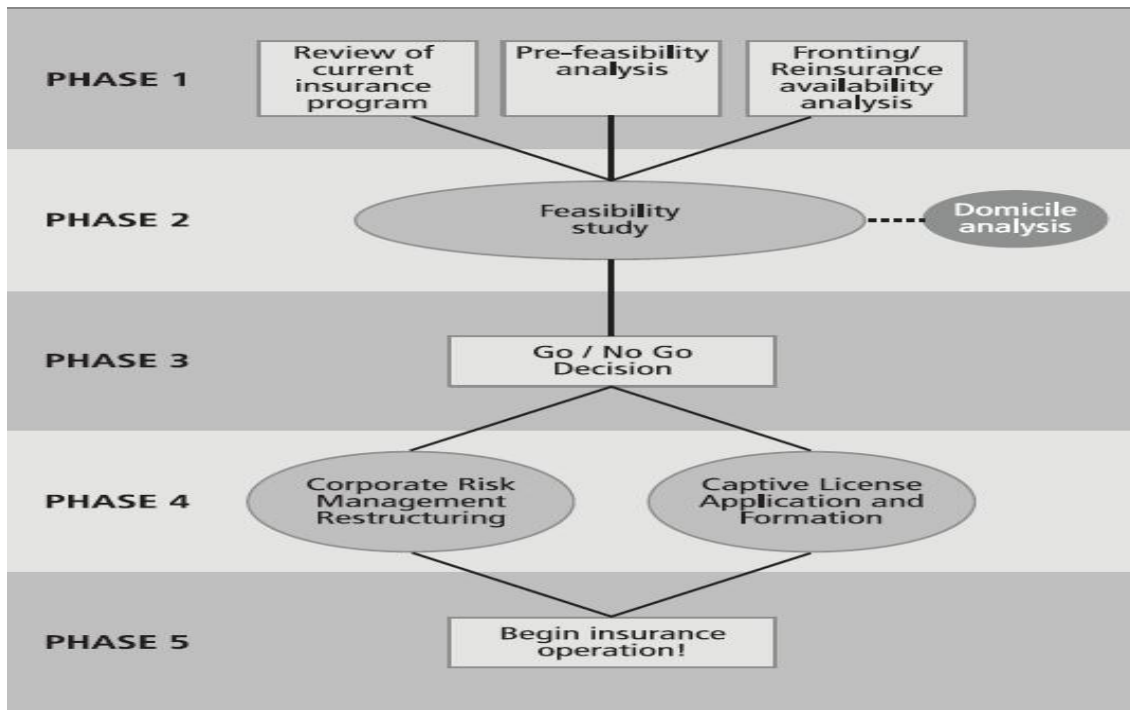 PHASE 1
Review of
current
insurance
program
Pre-feasibility
analysis
Fronting/
Reinsurance
availability
analysis
PHASE 2
Feasibility
study
Domicile
analysis
PHASE 3
Go / No Go
Decision
PHASE 4
Corporate Risk
Management
Restructuring
Captive License
Application and
Formation
PHASE 5
Begin insurance
operation!